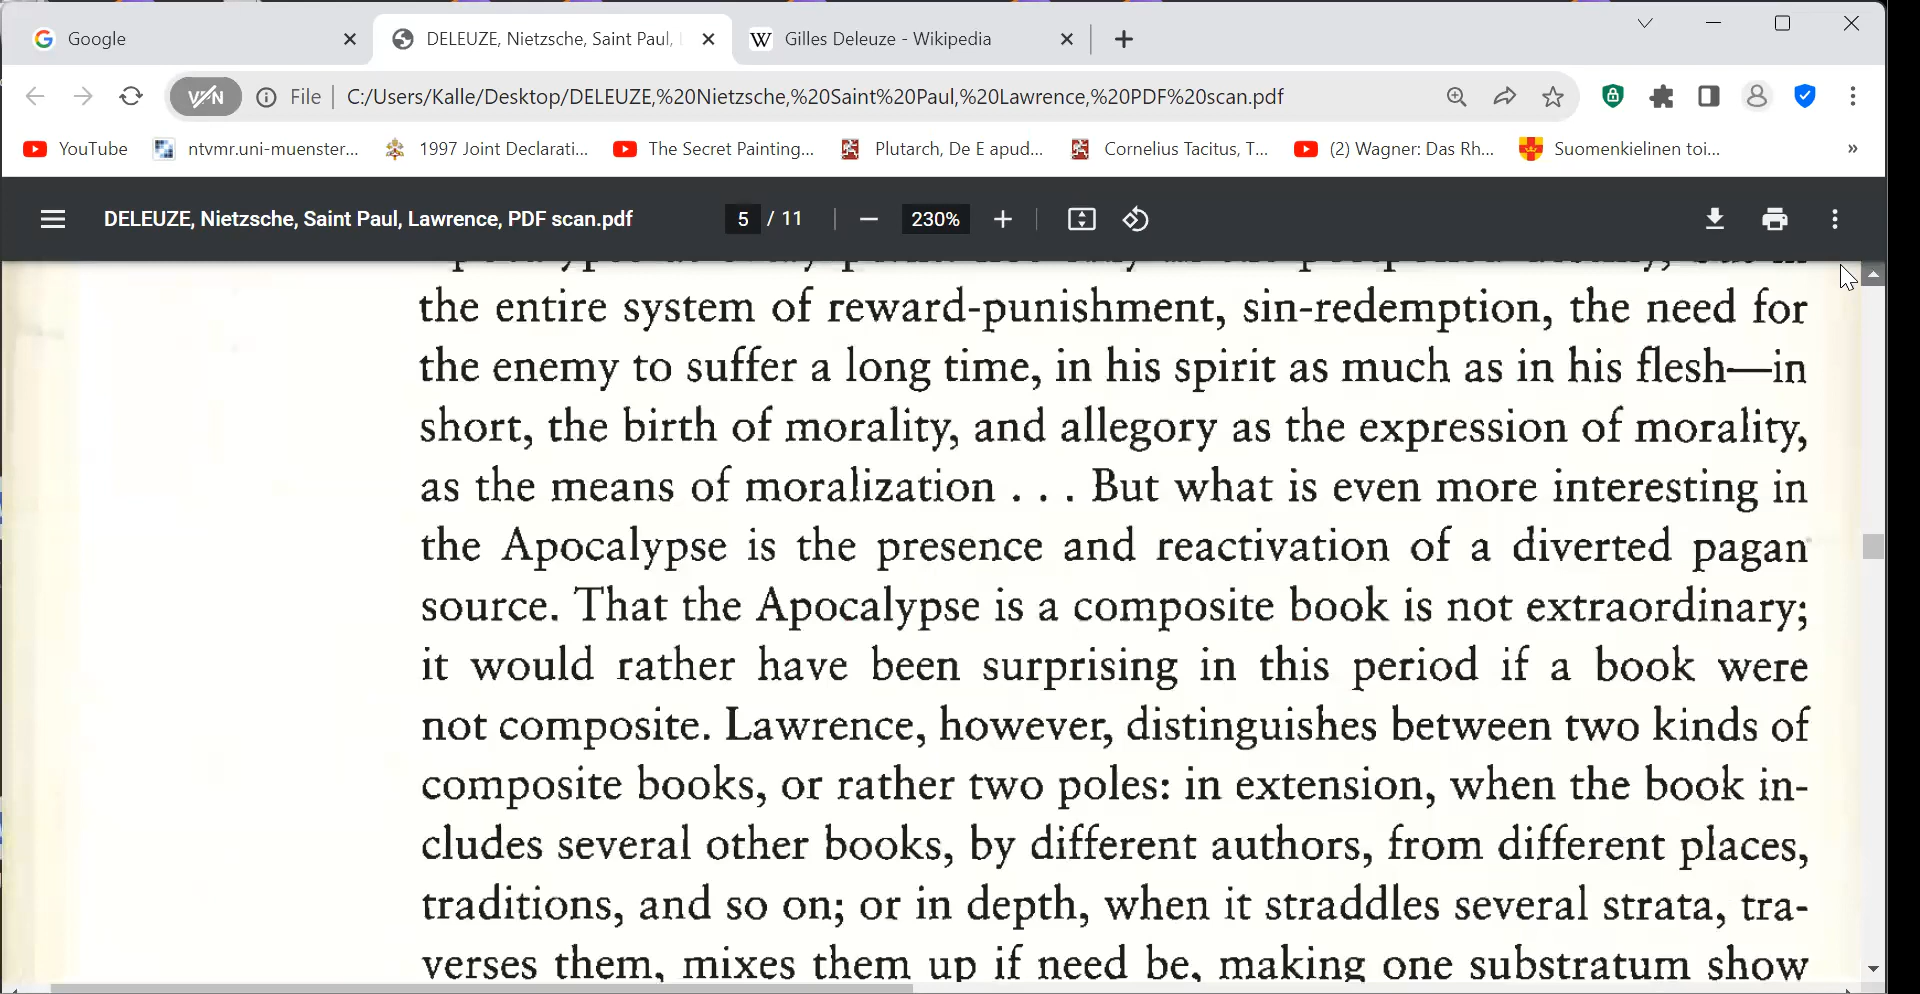 Google
DELEUZE, Nietzsche, Saint Paul,
Gilles Deleuze - Wikipedia
VPN File C:/Users/Kalle/Desktop/DELEUZE,%20Nietzsche,%20Saint%20Paul,%20Lawrence,%20PDF%20scan.pdf
YouTube ntvmr.uni-muenster... 1997 Joint Declarati... The Secret Painting... Plutarch, De E apud... Cornelius Tacitus, T... (2) Wagner: Das Rh... Suomenkielinen toi... »
DELEUZE, Nietzsche, Saint Paul, Lawrence, PDF scan.pdf 5 / 11 230%
the entire system of reward-punishment, sin-redemption, the need for
the enemy to suffer a long time, in his spirit as much as in his flesh—in
short, the birth of morality, and allegory as the expression of morality,
as the means of moralization . . . But what is even more interesting in
the Apocalypse is the presence and reactivation of a diverted pagan
source. That the Apocalypse is a composite book is not extraordinary;
it would rather have been surprising in this period if a book were
not composite. Lawrence, however, distinguishes between two kinds of
composite books, or rather two poles: in extension, when the book in-
cludes several other books, by different authors, from different places,
traditions, and so on; or in depth, when it straddles several strata, tra-
verses them, mixes them up if need be, making one substratum show